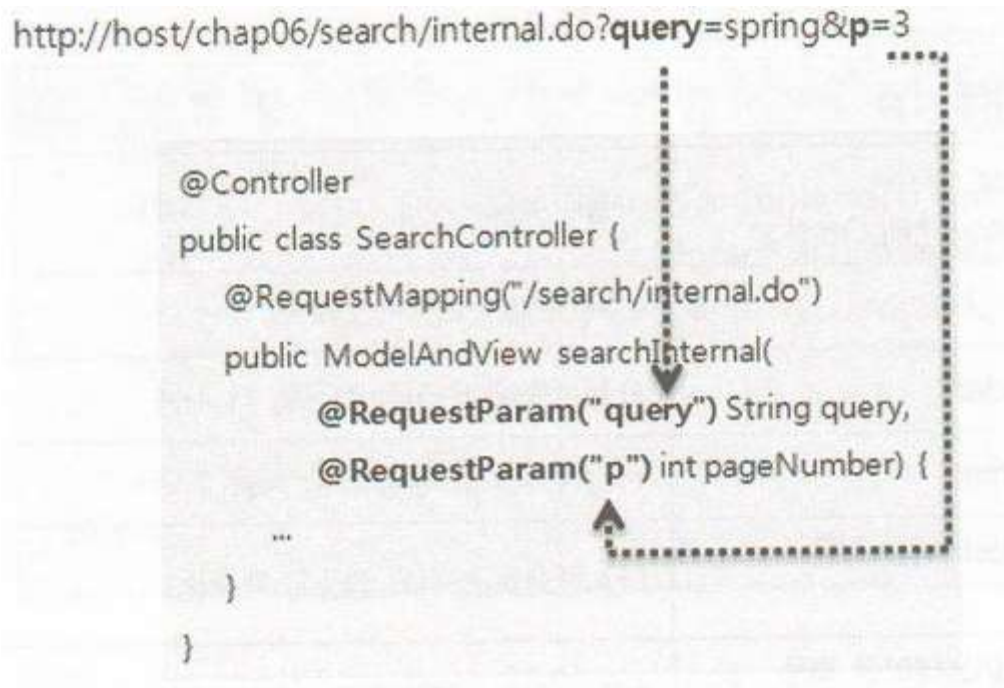 http://host/chap06/search/internal.do?query=spring&p=3
@Controller
public class SearchController {
@RequestMapping("/search/internal.do")
public ModelAndView searchInternal(
@RequestParam("query") String query,
@RequestParam("p") int pageNumber) {
...
}
}